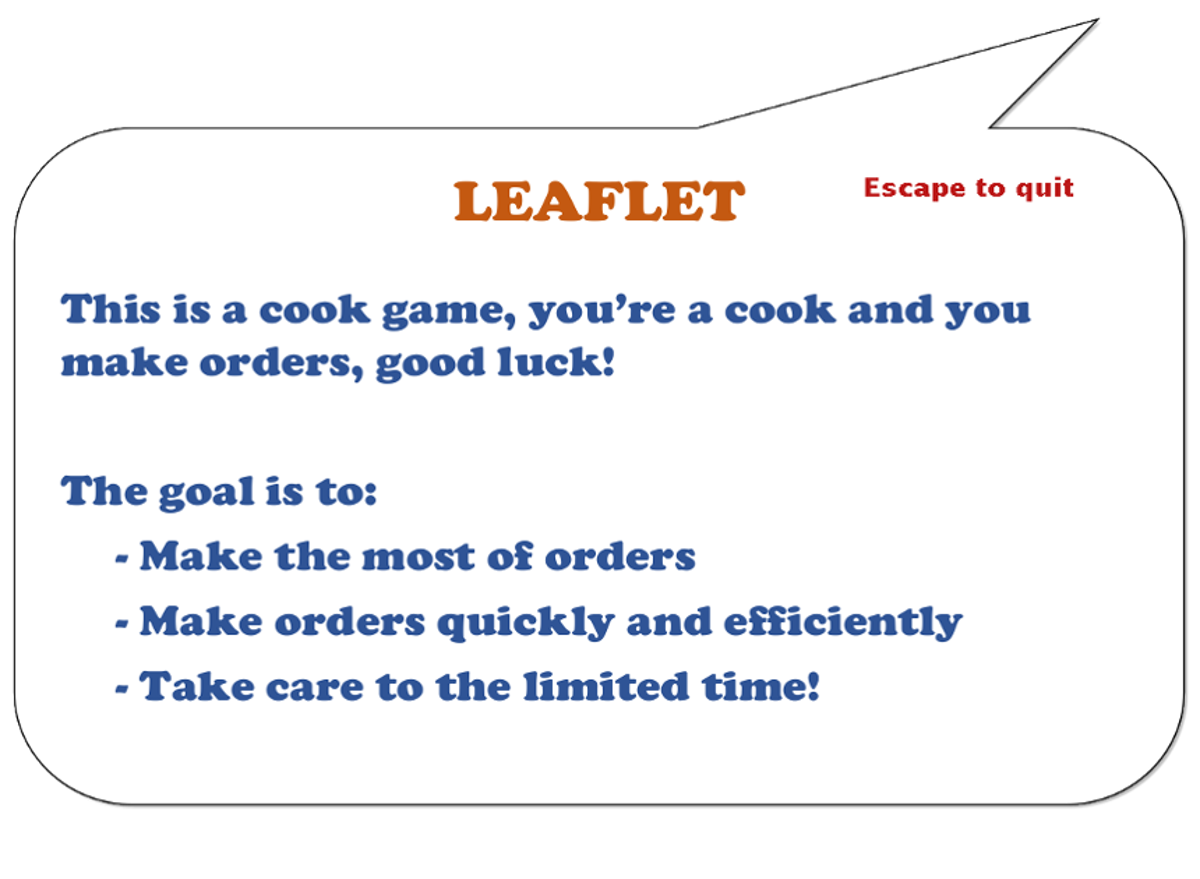 LEAFLET
Escape to quit
This is a cook game, you’re a cook and you
make orders, good luck!
The goal is to:
- Make the most of orders
- Make orders quickly and efficiently
- Take care to the limited time!